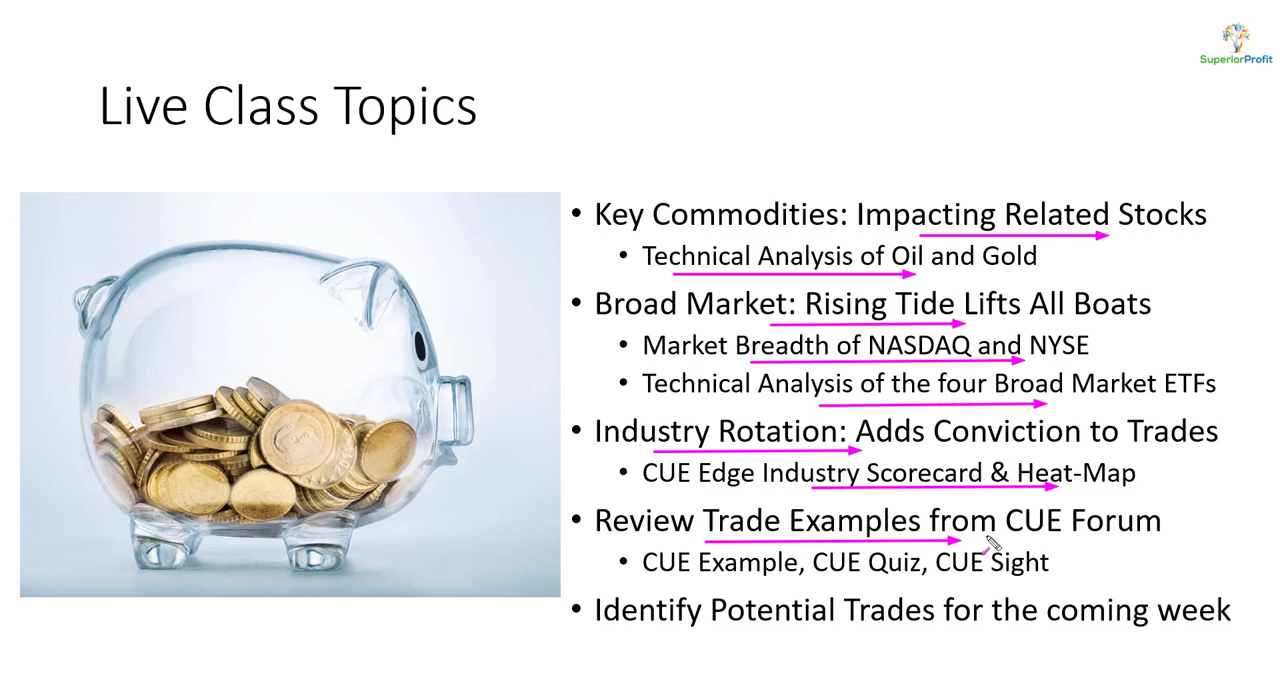 SuperiorProfit
Live Class Topics
• Key Commodities: Impacting Related Stocks
• Technical Analysis of Oil and Gold
• Broad Market: Rising Tide Lifts All Boats
• Market Breadth of NASDAQ and NYSE
• Technical Analysis of the four Broad Market ETFs
• Industry Rotation: Adds Conviction to Trades
• CUE Edge Industry Scorecard & Heat-Map
• Review Trade Examples from CUE Forum
• CUE Example, CUE Quiz, CUE Sight
• Identify Potential Trades for the coming week